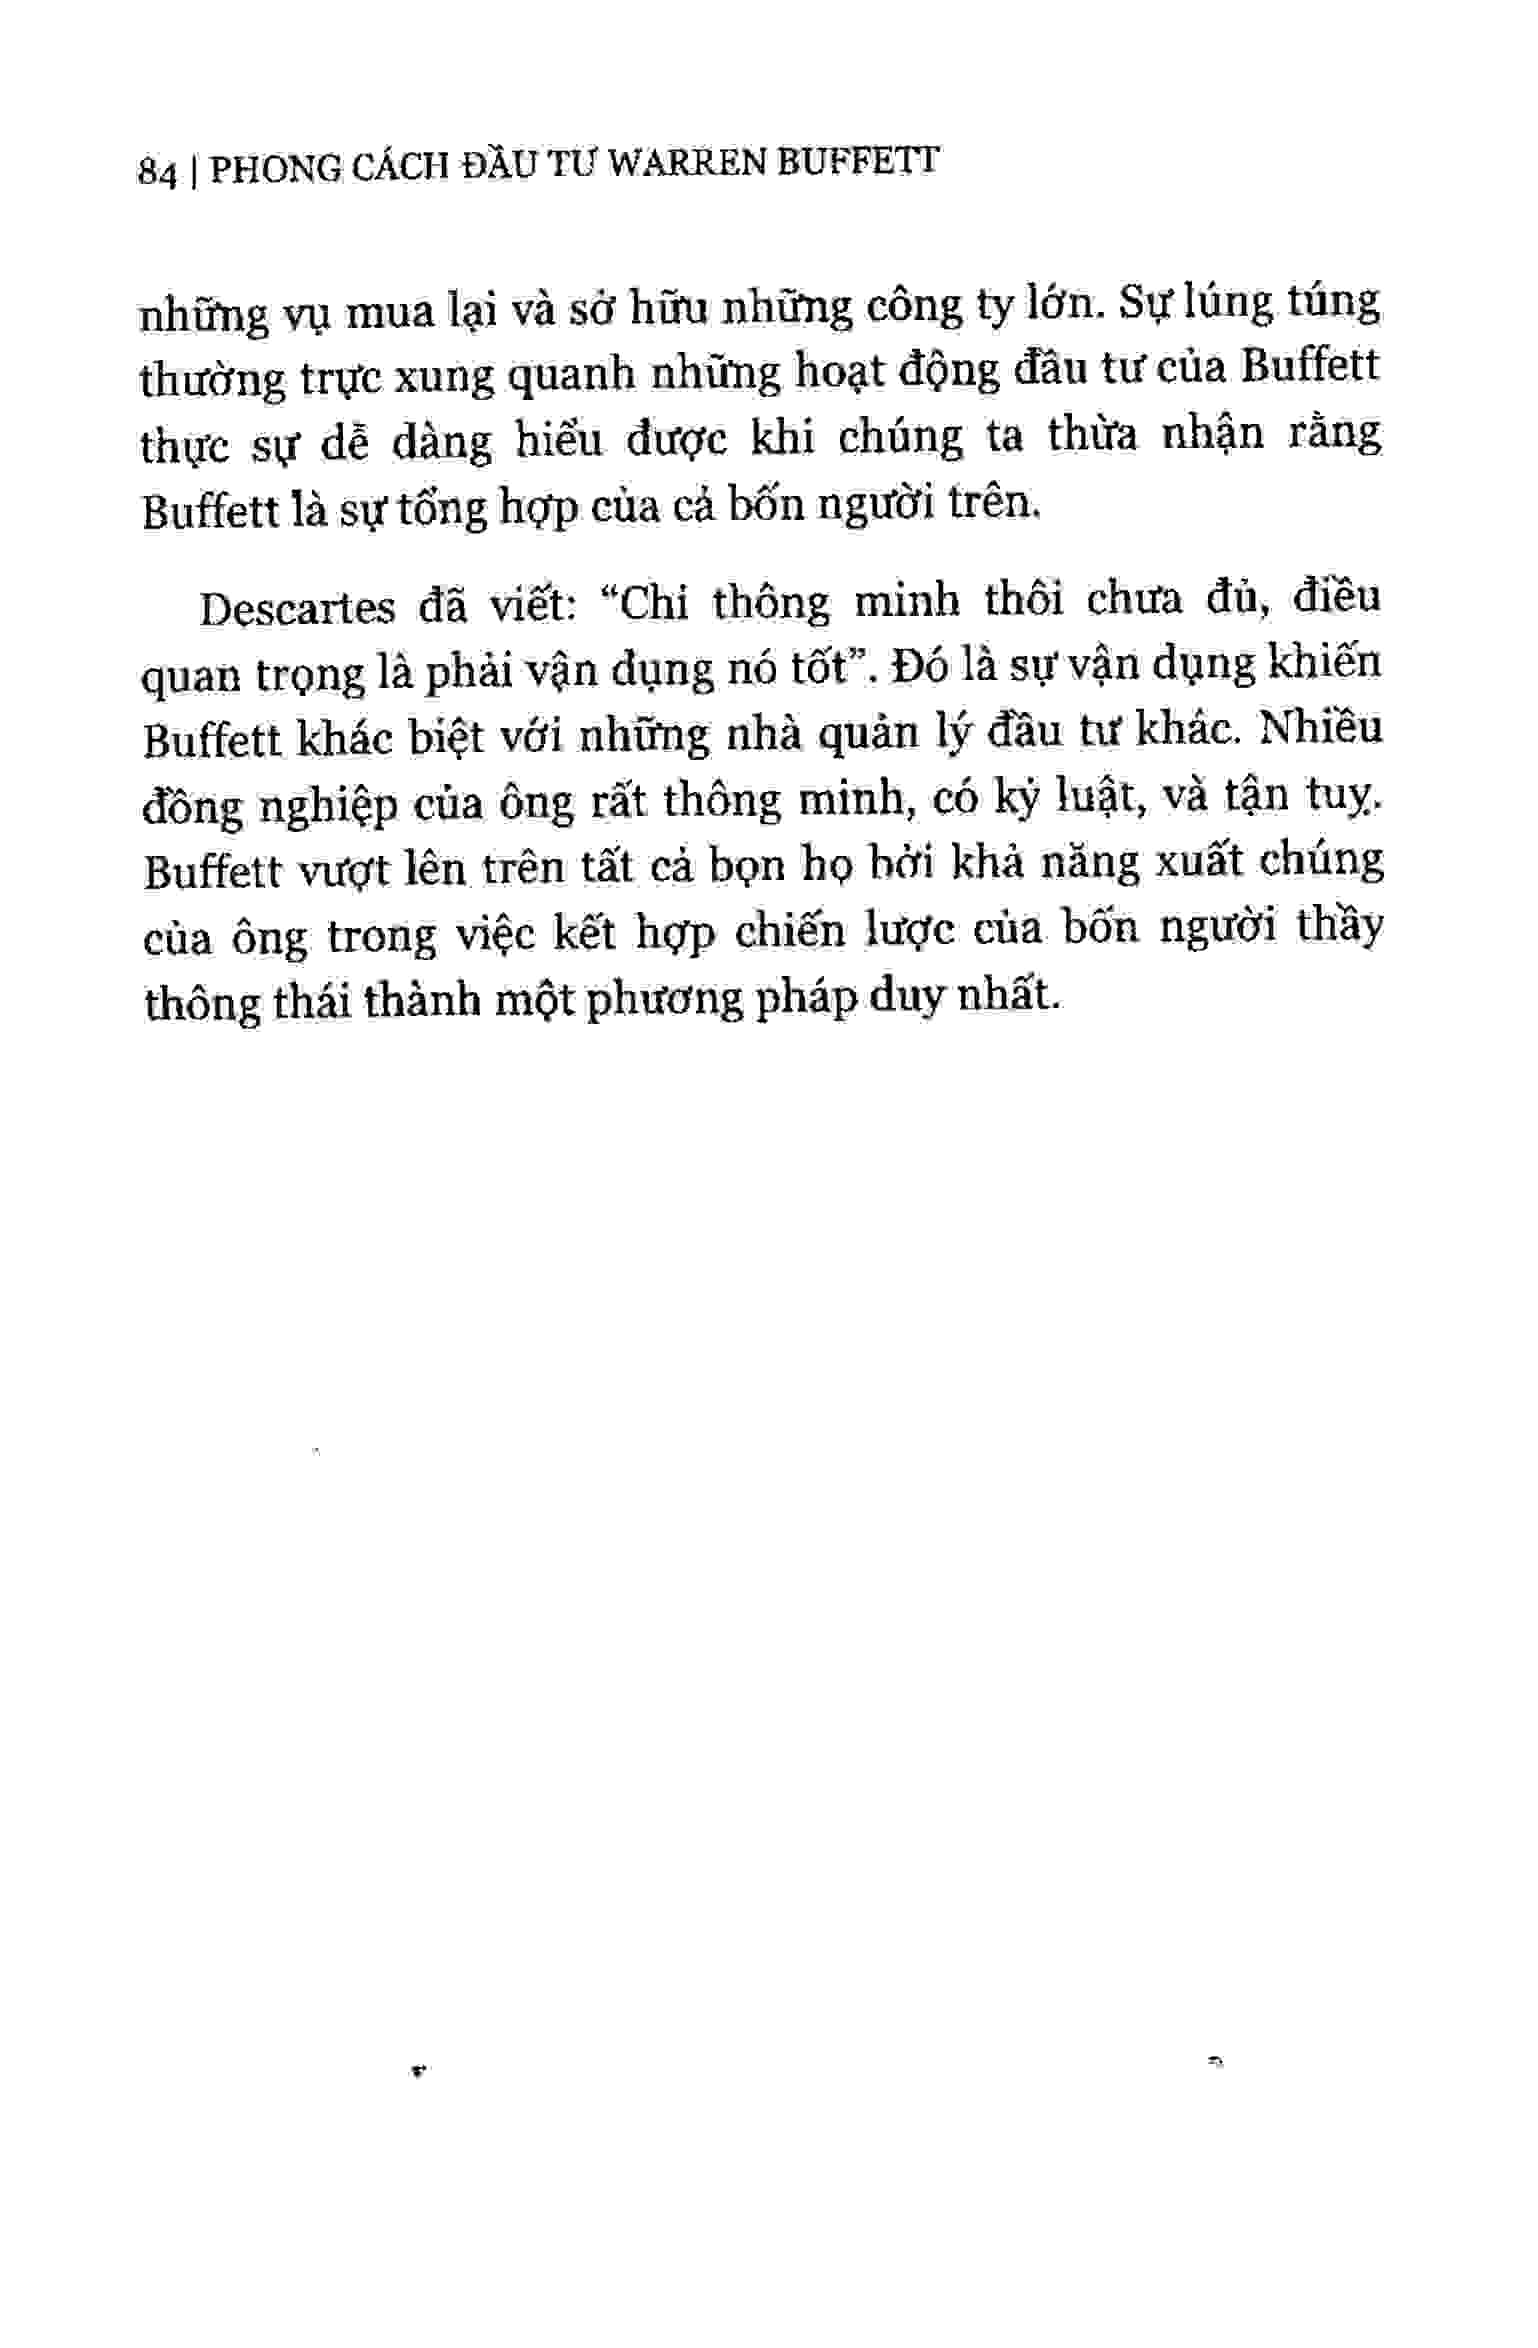 84 | PHONG CÁCH ĐẦU TƯ WARREN BUFFETT
những vụ mua lại và sở hữu những công ty lớn. Sự lúng túng
thường trực xung quanh những hoạt động đầu tư của Buffett
thực sự dễ dàng hiểu được khi chúng ta thừa nhận rằng
Buffett là sự tổng hợp của cả bốn người trên.
Descartes đã viết: “Chỉ thông minh thôi chưa đủ, điều
quan trọng là phải vận dụng nó tốt”. Đó là sự vận dụng khiến
Buffett khác biệt với những nhà quản lý đầu tư khác. Nhiều
đồng nghiệp của ông rất thông minh, có kỷ luật, và tận tuỵ.
Buffett vượt lên trên tất cả bọn họ bởi khả năng xuất chúng
của ông trong việc kết hợp chiến lược của bốn người thầy
thông thái thành một phương pháp duy nhất.